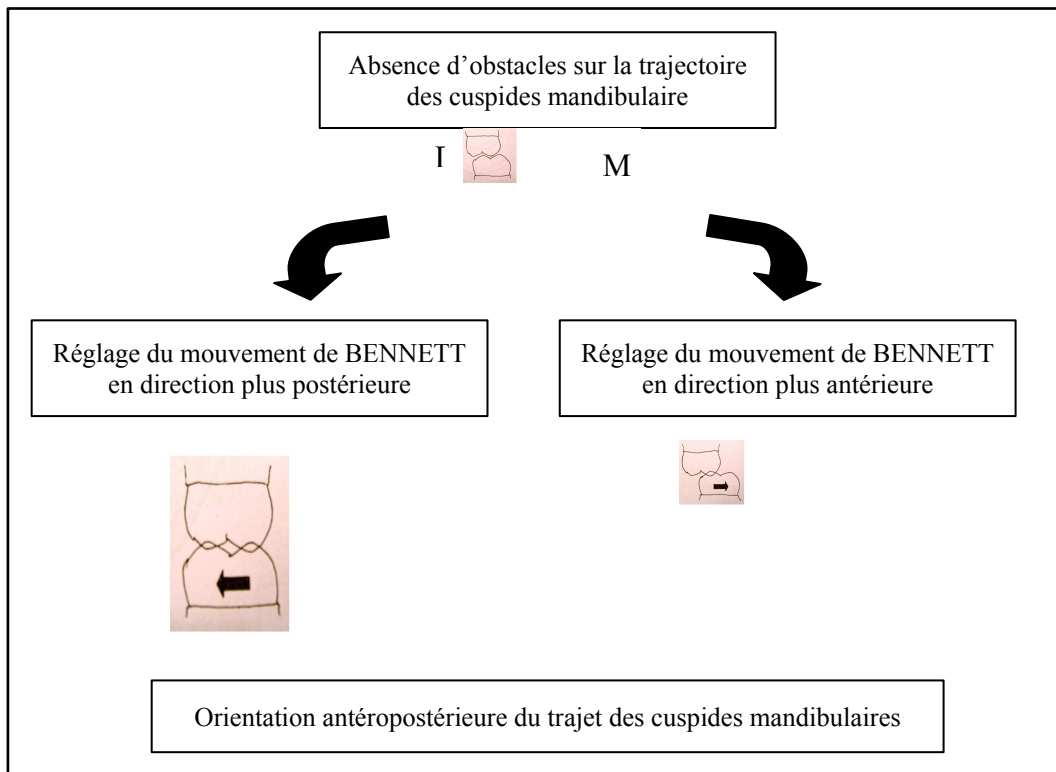 Absence d’obstacles sur la trajectoire
des cuspides mandibulaire
I M
Réglage du mouvement de BENNETT
en direction plus postérieure
Réglage du mouvement de BENNETT
en direction plus antérieure
Orientation antéropostérieure du trajet des cuspides mandibulaires